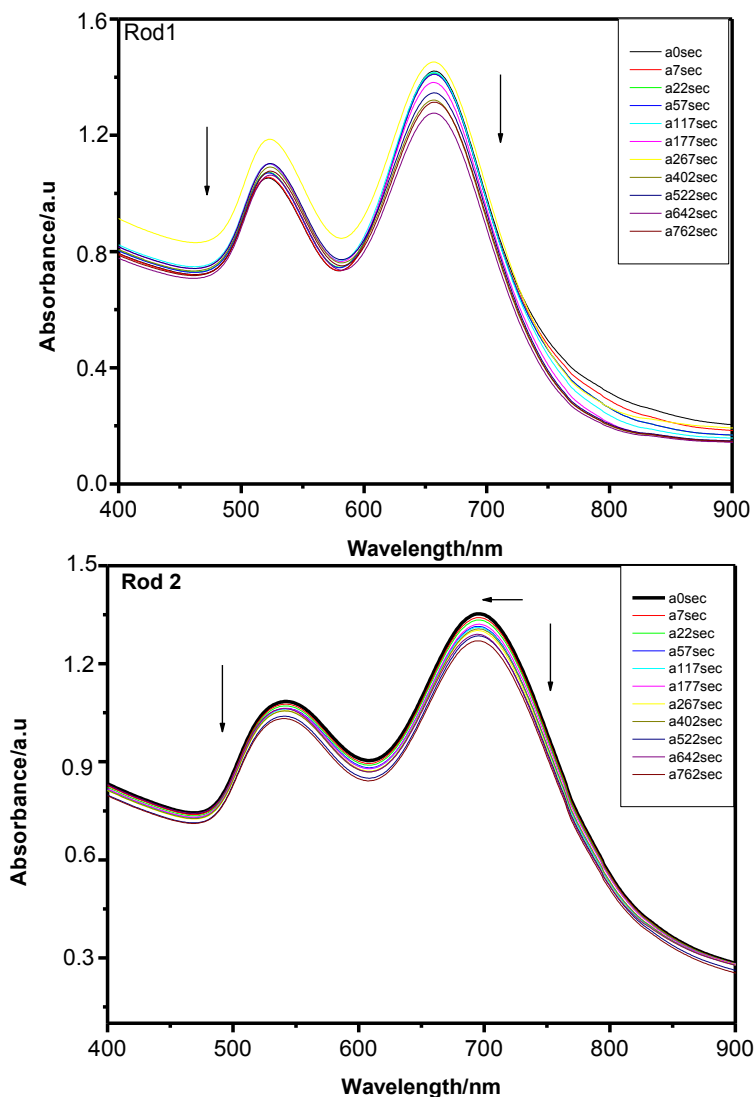 Rod1
1.6
1.2
0.8
0.4
0.0
Absorbance/a.u
400 500 600 700 800 900
Wavelength/nm
a0sec
a7sec
a22sec
a57sec
a117sec
a177sec
a267sec
a402sec
a522sec
a642sec
a762sec
Rod 2
1.5
1.2
0.9
0.6
0.3
Absorbance/a.u
400 500 600 700 800 900
Wavelength/nm
a0sec
a7sec
a22sec
a57sec
a117sec
a177sec
a267sec
a402sec
a522sec
a642sec
a762sec